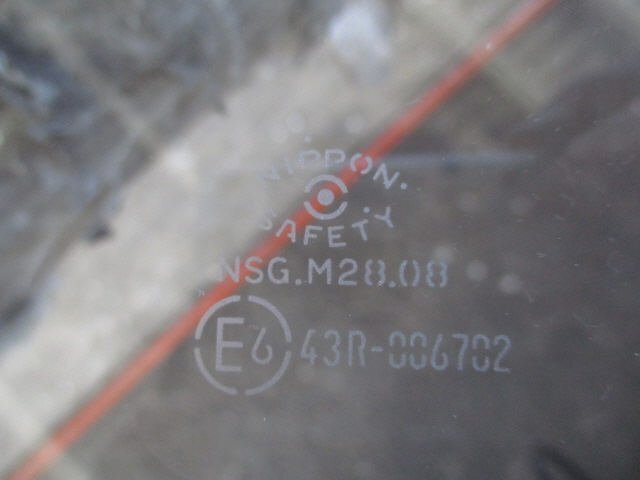 NIPPON.
SAFETY
NSG.M28.08
E6 43R-006702